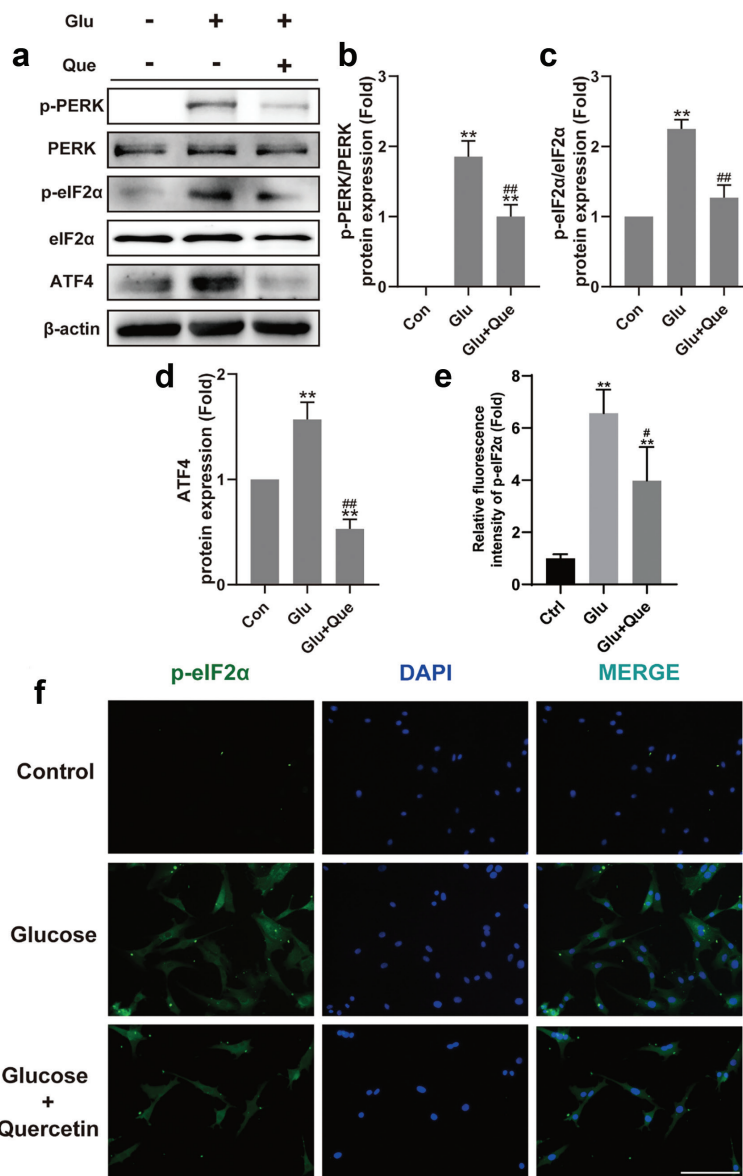 Glu - + +
a Que - - +
p-PERK
PERK
p-eIF2α
eIF2α
ATF4
β-actin
b
p-PERK/PERK
protein expression (Fold)
3
2
1
0
**
##
**
Con Glu Glu+Que
c
p-eIF2α/eIF2α
protein expression (Fold)
3
2
1
0
**
##
Con Glu Glu+Que
d
ATF4
protein expression (Fold)
2
1
0
**
##
**
Con Glu Glu+Que
e
Relative fluorescence
intensity of p-eIF2α (Fold)
8
6
4
2
0
**
#
**
Ctrl Glu Glu+Que
f
p-eIF2α DAPI MERGE
Control
Glucose
Glucose
+
Quercetin